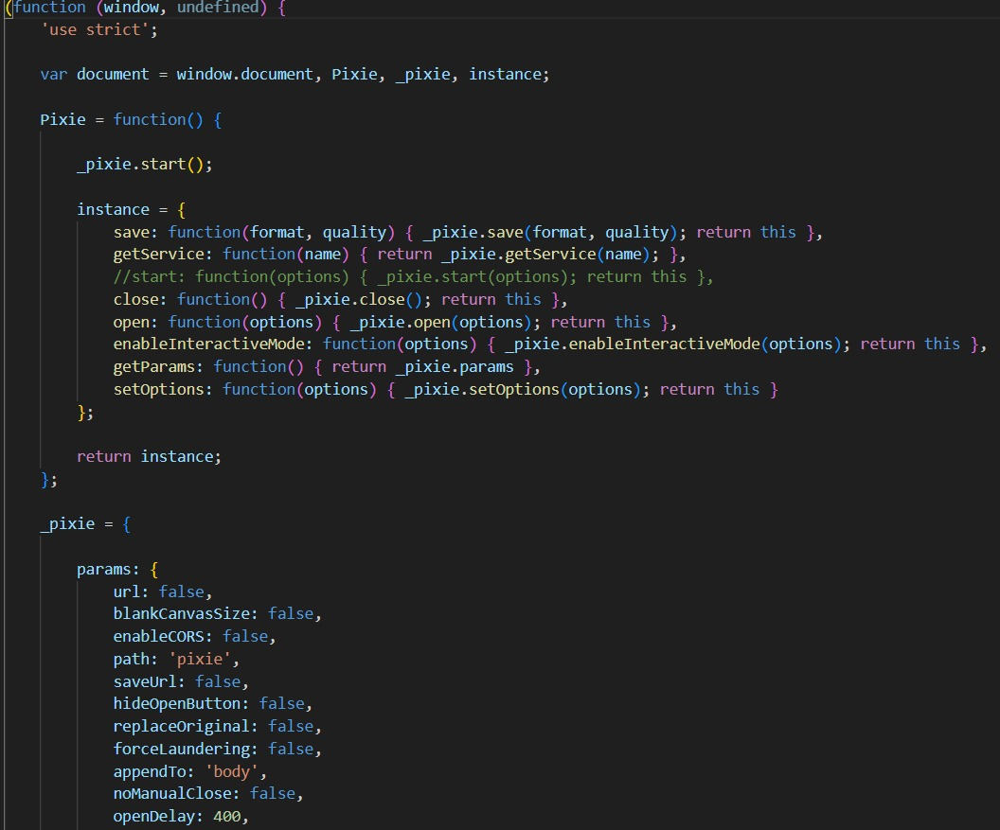 (function (window, undefined) {
'use strict';
var document = window.document, Pixie, _pixie, instance;
Pixie = function() {
_pixie.start();
instance = {
save: function(format, quality) { _pixie.save(format, quality); return this },
getService: function(name) { return _pixie.getService(name); },
//start: function(options) { _pixie.start(options); return this },
close: function() { _pixie.close(); return this },
open: function(options) { _pixie.open(options); return this },
enableInteractiveMode: function(options) { _pixie.enableInteractiveMode(options); return this },
getParams: function() { return _pixie.params },
setOptions: function(options) { _pixie.setOptions(options); return this }
};
return instance;
};
_pixie = {
params: {
url: false,
blankCanvasSize: false,
enableCORS: false,
path: 'pixie',
saveUrl: false,
hideOpenButton: false,
replaceOriginal: false,
forceLaundering: false,
appendTo: 'body',
noManualClose: false,
openDelay: 400,